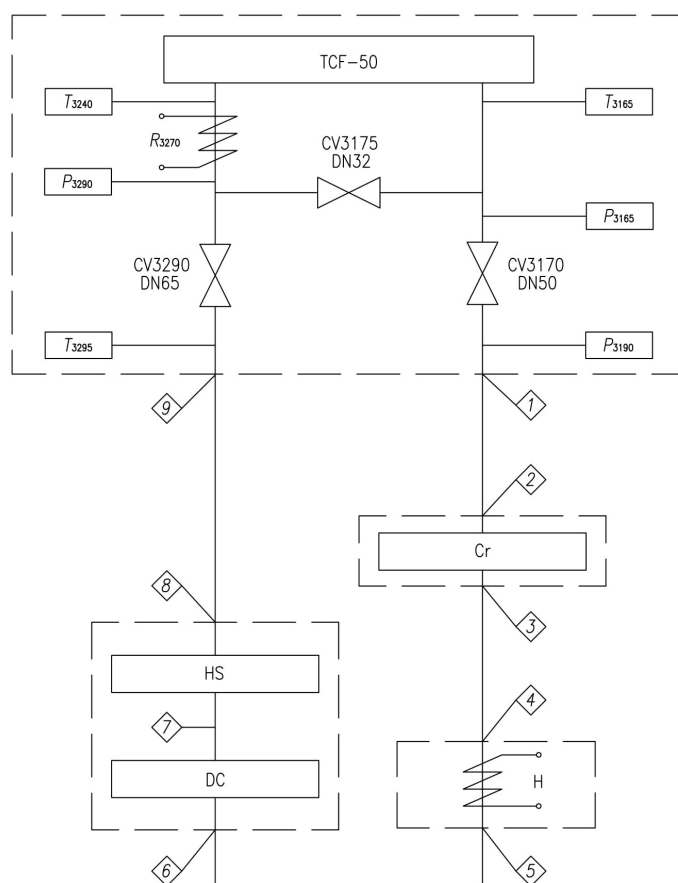 TCF-50
T3240
T3165
R3270
CV3175
DN32
P3290
P3165
CV3290
DN65
CV3170
DN50
T3295
P3190
9
1
2
Cr
8
3
HS
4
7
DC
H
6
5